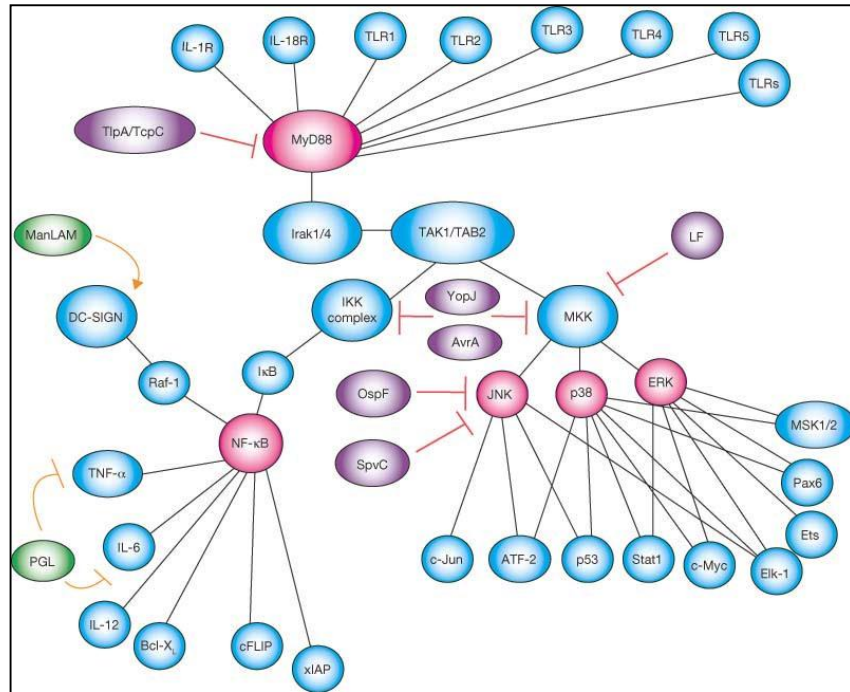 IL-1R
IL-18R
TLR1
TLR2
TLR3
TLR4
TLR5
TLRs
TlpA/TcpC
MyD88
ManLAM
Irak1/4
TAK1/TAB2
LF
DC-SIGN
IKK
complex
YopJ
MKK
AvrA
Raf-1
IκB
OspF
JNK
p38
ERK
NF-κB
MSK1/2
TNF-α
SpvC
Pax6
PGL
IL-6
c-Jun
ATF-2
p53
Stat1
c-Myc
Elk-1
Ets
IL-12
Bcl-XL
cFLIP
xIAP